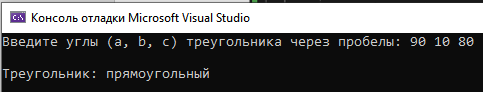 C:\ Консоль отладки Microsoft Visual Studio
Введите углы (a, b, c) треугольника через пробелы: 90 10 80
Треугольник: прямоугольный